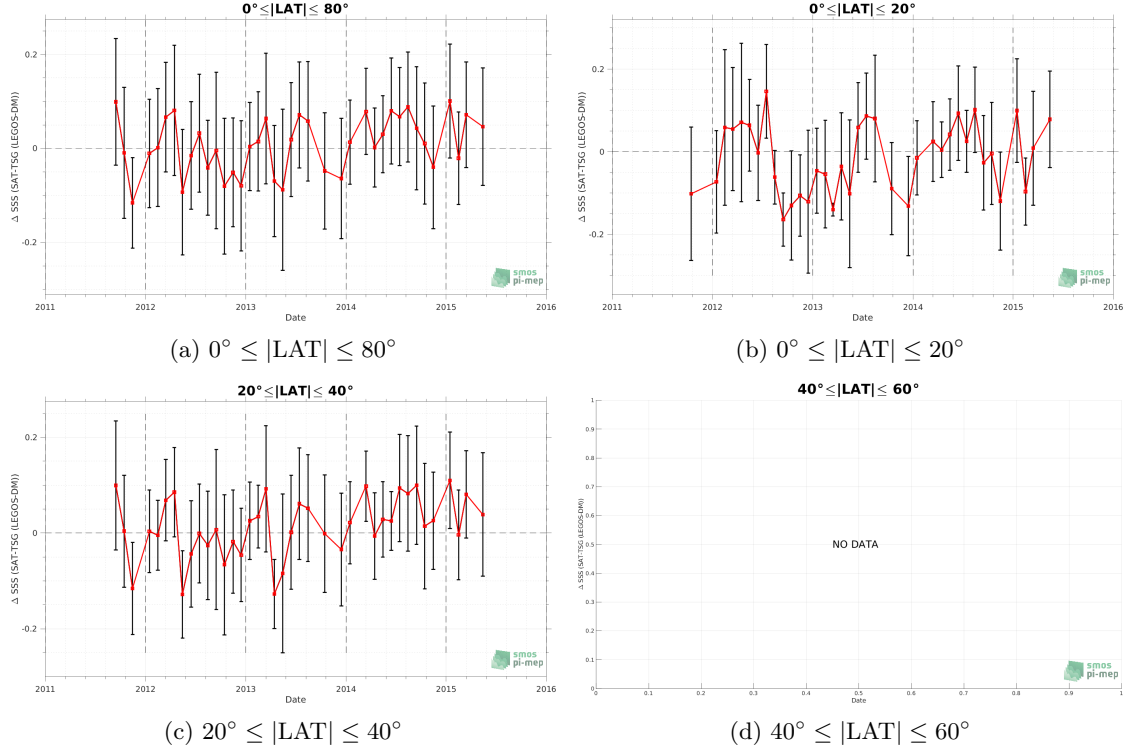 0°≤|LAT|≤ 80°
Δ SSS (SAT-TSG (LEGOS-DM))
0.2
0
-0.2
2011 2012 2013 2014 2015 2016
Date
smos
pi-mep
(a) 0° ≤ |LAT| ≤ 80°
0°≤|LAT|≤ 20°
Δ SSS (SAT-TSG (LEGOS-DM))
0.2
0
-0.2
2011 2012 2013 2014 2015 2016
Date
smos
pi-mep
(b) 0° ≤ |LAT| ≤ 20°
20°≤|LAT|≤ 40°
Δ SSS (SAT-TSG (LEGOS-DM))
0.2
0
-0.2
2011 2012 2013 2014 2015 2016
Date
smos
pi-mep
(c) 20° ≤ |LAT| ≤ 40°
40°≤|LAT|≤ 60°
Δ SSS (SAT-TSG (LEGOS-DM))
1
0.9
0.8
0.7
0.6
0.5
0.4
0.3
0.2
0.1
0
NO DATA
0 0.1 0.2 0.3 0.4 0.5 0.6 0.7 0.8 0.9 1
Date
smos
pi-mep
(d) 40° ≤ |LAT| ≤ 60°